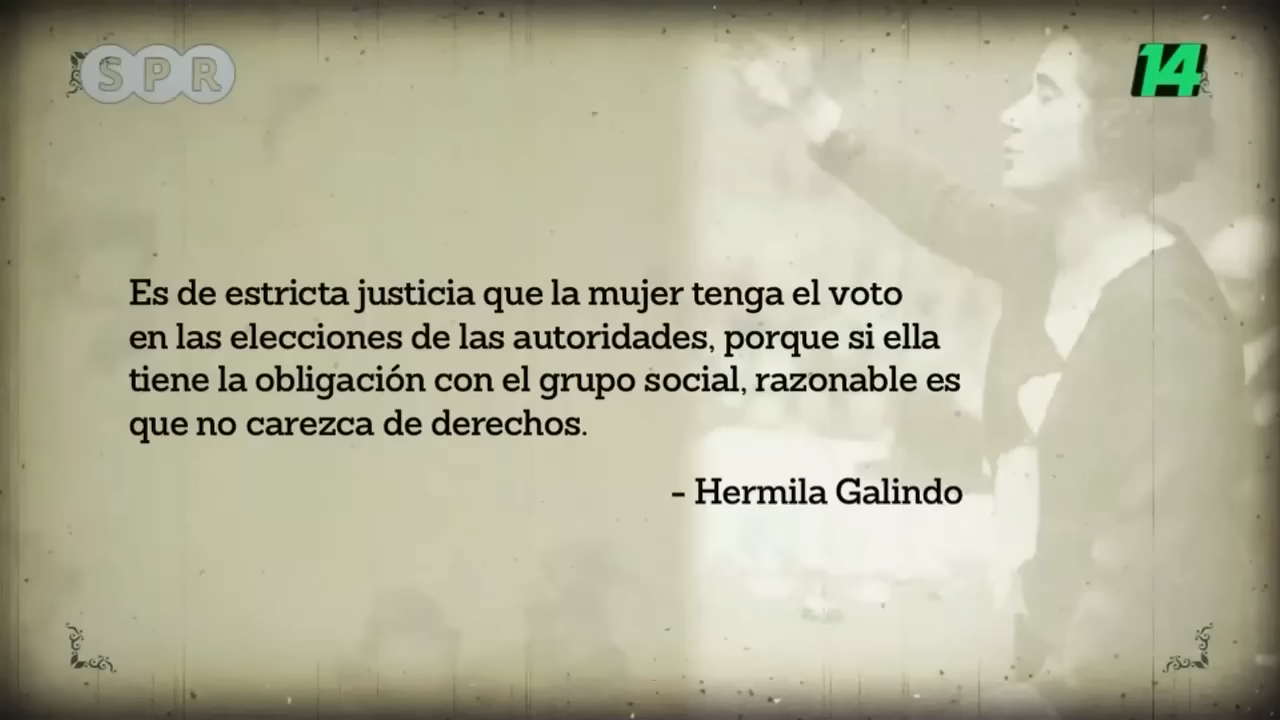 SPR
14
Es de estricta justicia que la mujer tenga el voto
en las elecciones de las autoridades, porque si ella
tiene la obligación con el grupo social, razonable es
que no carezca de derechos.
- Hermila Galindo